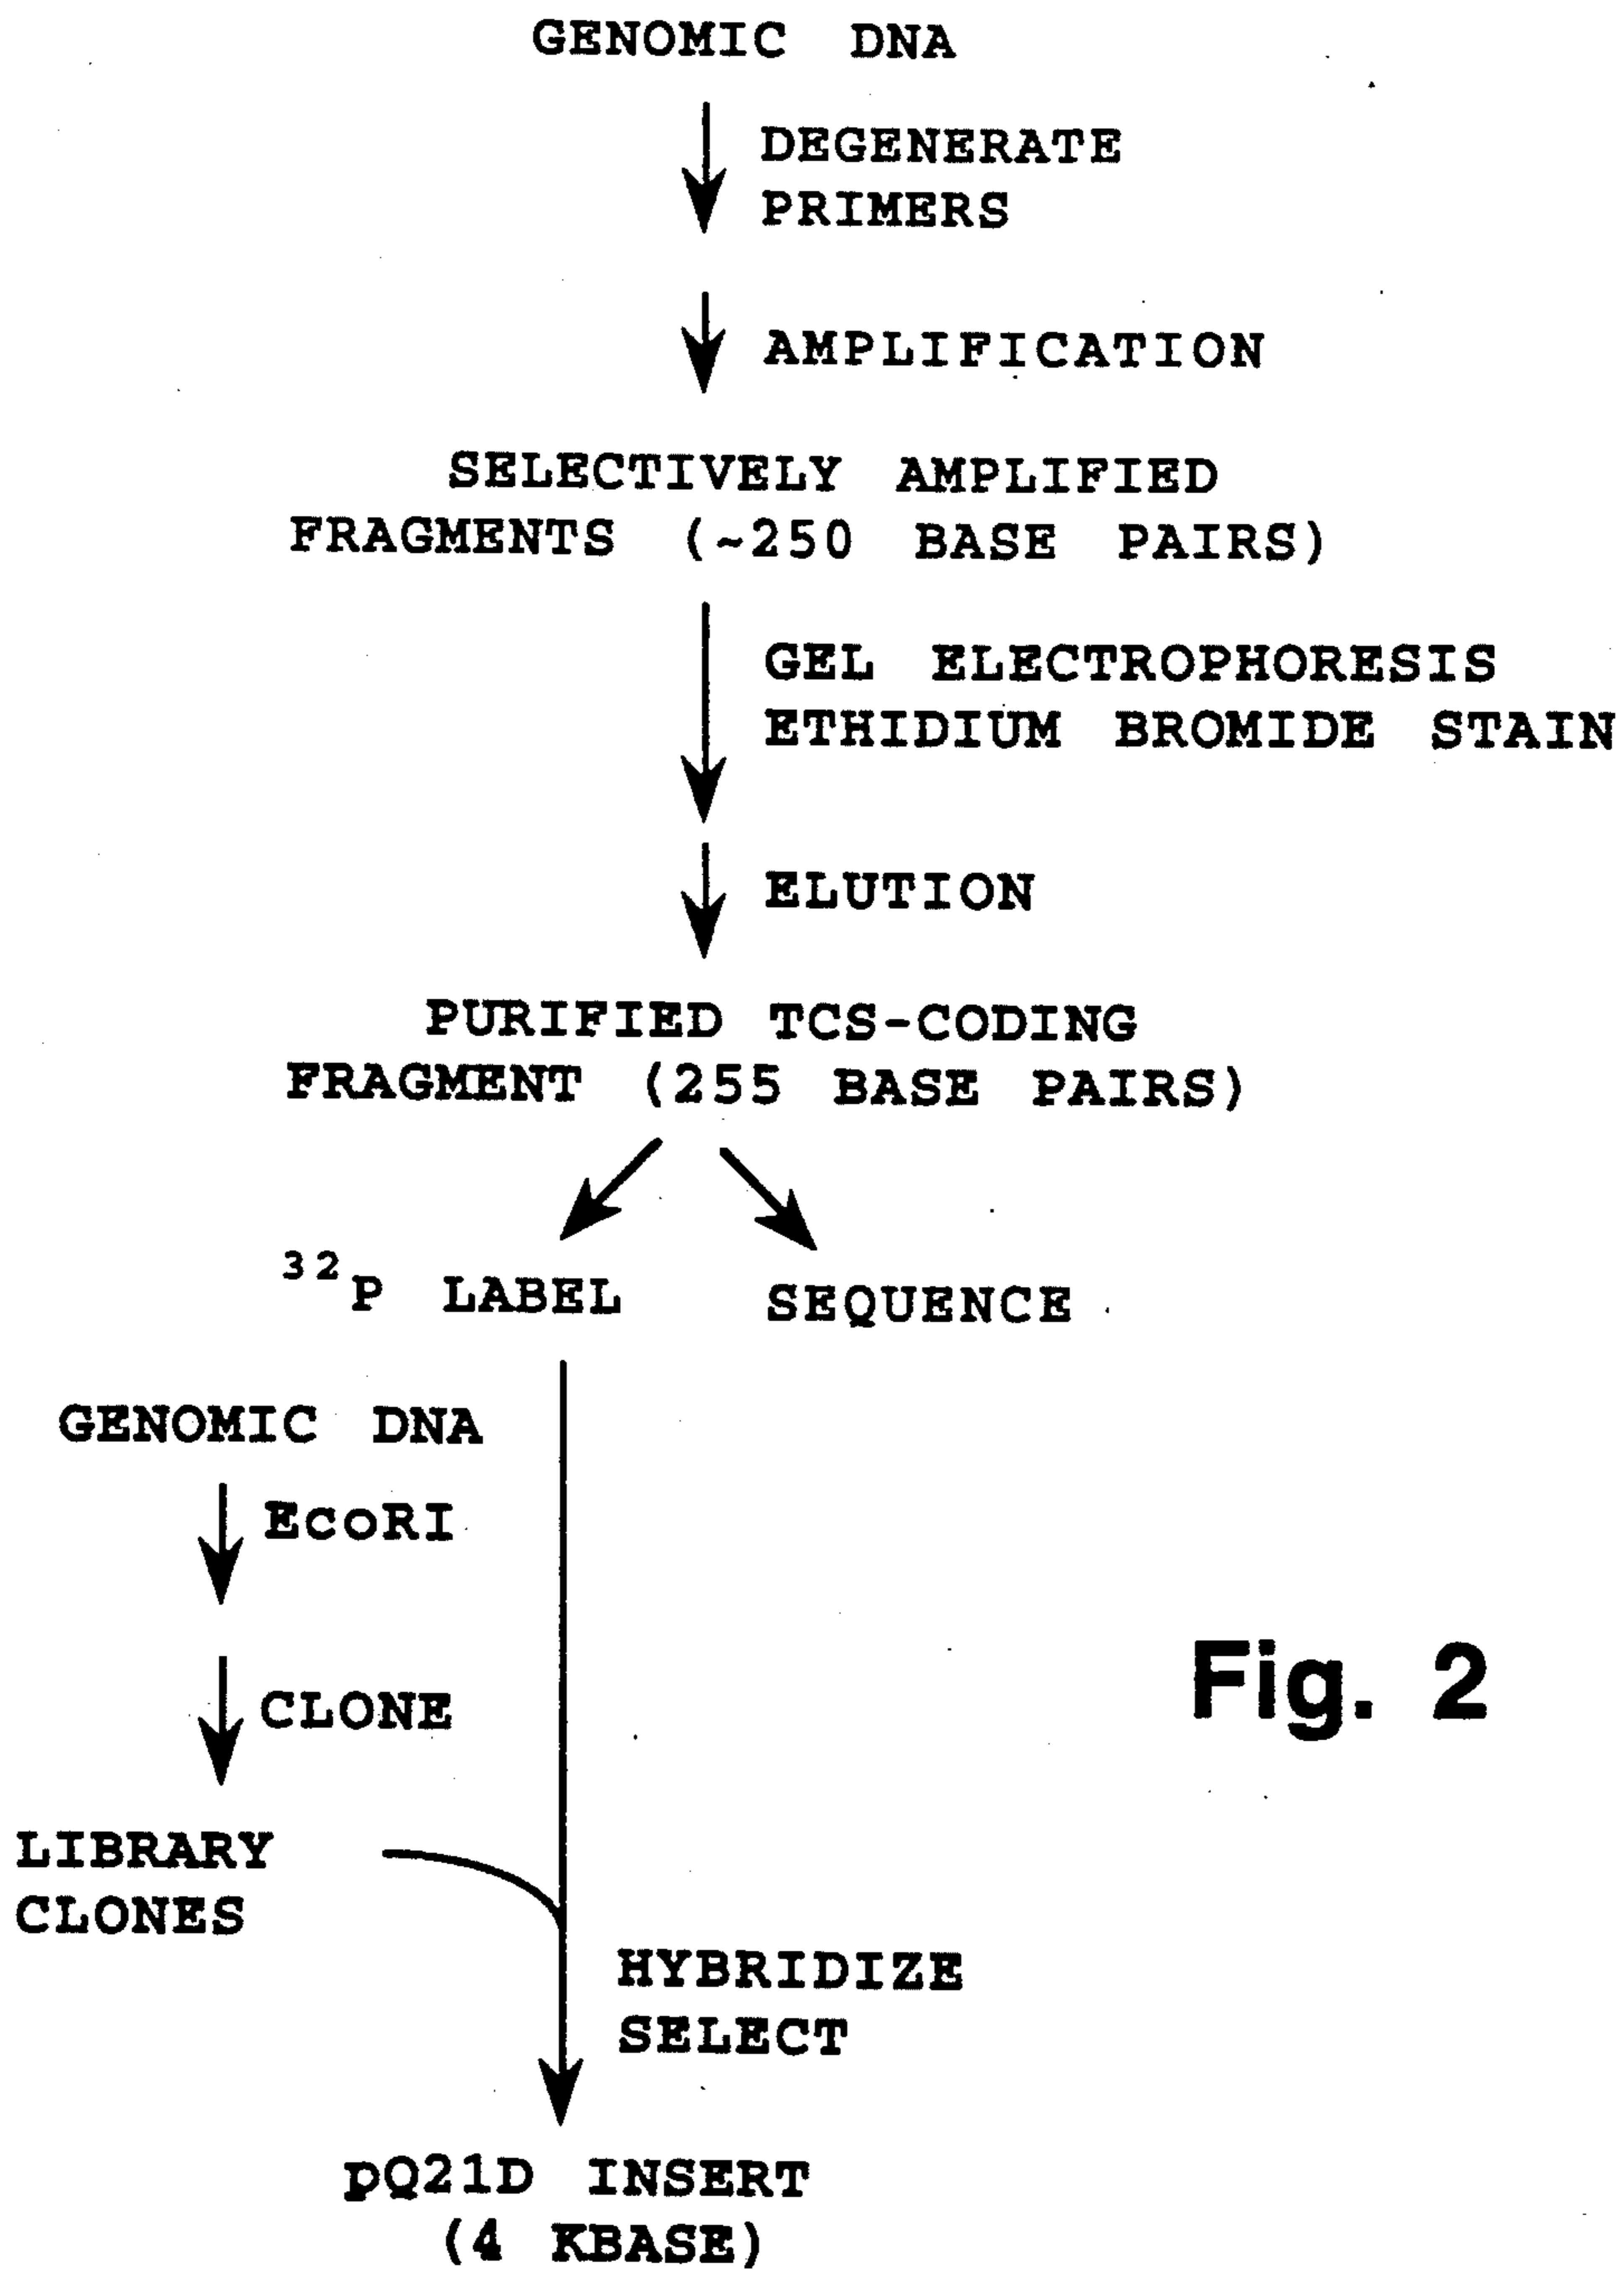 GENOMIC DNA
DEGENERATE
PRIMERS
AMPLIFICATION
SELECTIVELY AMPLIFIED
FRAGMENTS (~250 BASE PAIRS)
GEL ELECTROPHORESIS
ETHIDIUM BROMIDE STAIN
ELUTION
PURIFIED TCS-CODING
FRAGMENT (255 BASE PAIRS)
³²P LABEL
SEQUENCE
GENOMIC DNA
EcoRI
CLONE
LIBRARY
CLONES
HYBRIDIZE
SELECT
pQ21D INSERT
(4 KBASE)
Fig. 2